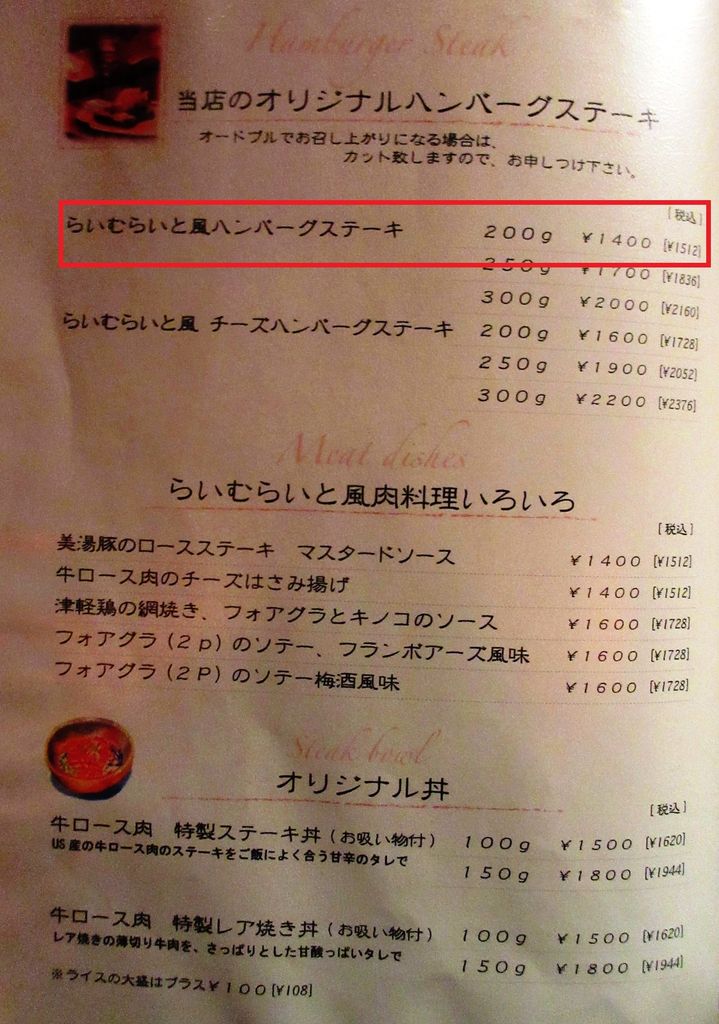 Hamburger Steak
当店のオリジナルハンバーグステーキ
オードブルでお召し上がりになる場合は、
カット致しますので、お申しつけ下さい。
[税込]
らいむらいと風ハンバーグステーキ 200g ¥1400 [¥1512]
250g ¥1700 [¥1836]
300g ¥2000 [¥2160]
らいむらいと風 チーズハンバーグステーキ 200g ¥1600 [¥1728]
250g ¥1900 [¥2052]
300g ¥2200 [¥2376]
Meat dishes
らいむらいと風肉料理いろいろ
[税込]
美湯豚のロースステーキ マスタードソース ¥1400 [¥1512]
牛ロース肉のチーズはさみ揚げ ¥1400 [¥1512]
津軽鶏の網焼き、フォアグラとキノコのソース ¥1600 [¥1728]
フォアグラ(2p)のソテー、フランボアーズ風味 ¥1600 [¥1728]
フォアグラ(2P)のソテー梅酒風味 ¥1600 [¥1728]
Steak bowl
オリジナル丼
[税込]
牛ロース肉 特製ステーキ丼(お吸い物付) 100g ¥1500 [¥1620]
US産の牛ロース肉のステーキをご飯によく合う甘辛のタレで
150g ¥1800 [¥1944]
牛ロース肉 特製レア焼き丼(お吸い物付) 100g ¥1500 [¥1620]
レア焼きの薄切り牛肉を、さっぱりとした甘酸っぱいタレで
150g ¥1800 [¥1944]
※ライスの大盛はプラス¥100[¥108]